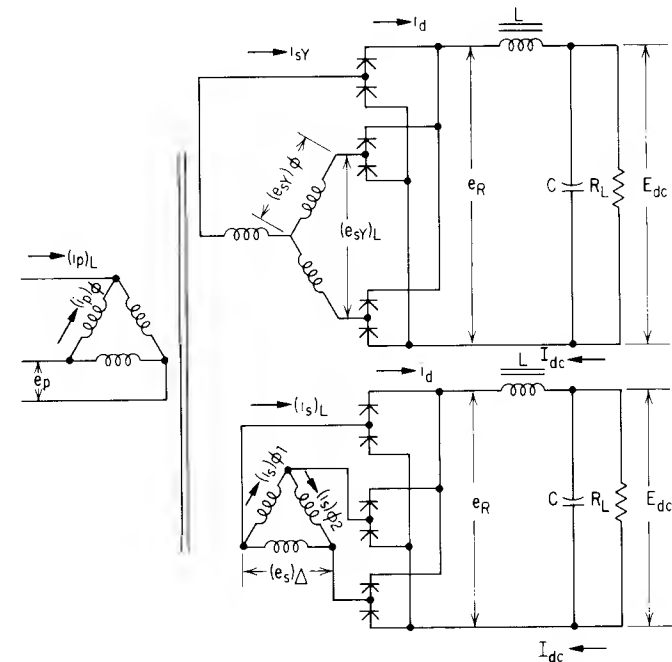 L
i_d
i_sY
(e_sY)ϕ
(e_sY)_L
e_R
C
R_L
E_dc
(i_p)_L
(i_p)ϕ
e_p
I_dc
L
i_d
(i_s)_L
(i_s)ϕ1
(i_s)ϕ2
(e_s)Δ
e_R
C
R_L
E_dc
I_dc